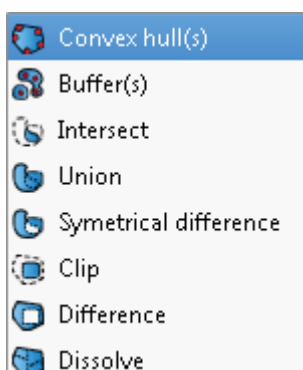 Convex hull(s)
Buffer(s)
Intersect
Union
Symetrical difference
Clip
Difference
Dissolve